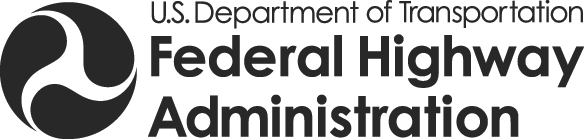 U.S. Department of Transportation
Federal Highway
Administration